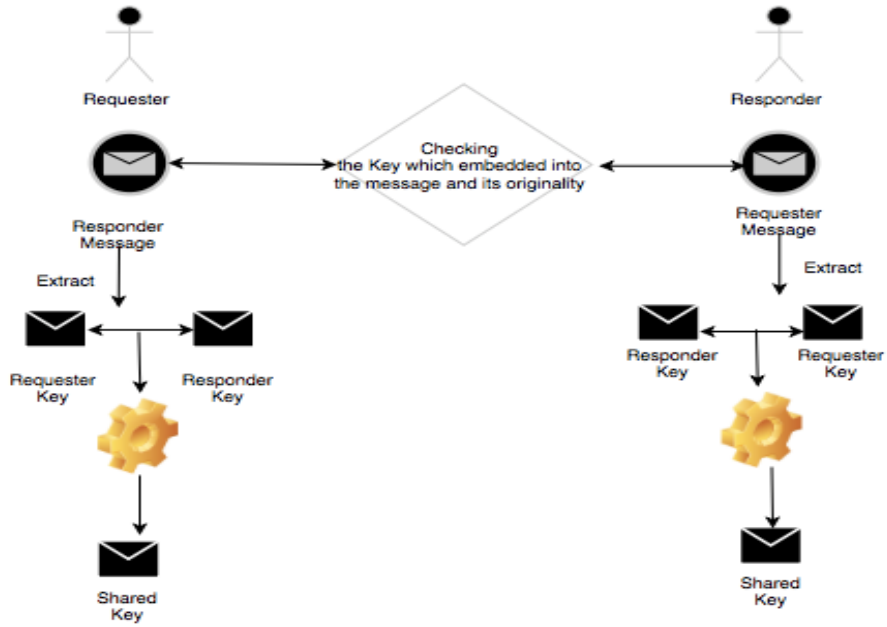 Requester
Responder
Checking
the Key which embedded into
the message and its originality
Responder
Message
Requester
Message
Extract
Extract
Requester
Key
Responder
Key
Responder
Key
Requester
Key
Shared
Key
Shared
Key